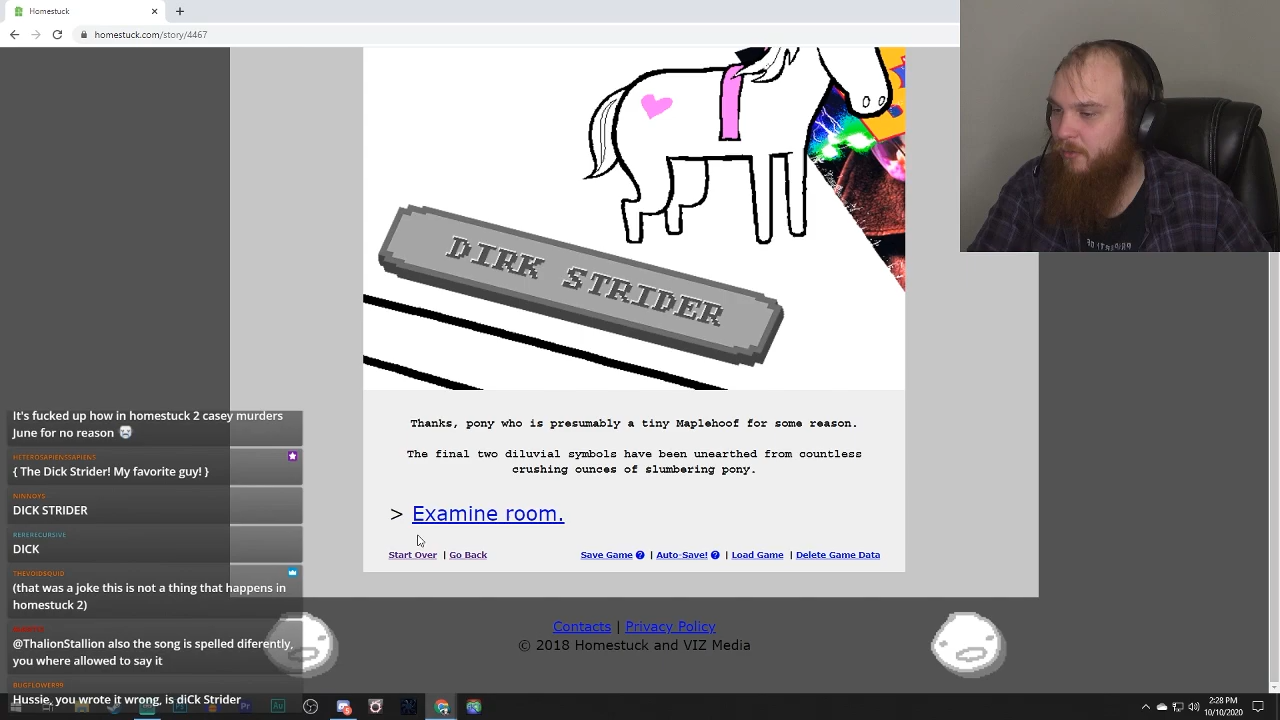 Homestuck
homestuck.com/story/4467
DIRK STRIDER
Thanks, pony who is presumably a tiny Maplehoof for some reason.
The final two diluvial symbols have been unearthed from countless
crushing ounces of slumbering pony.
> Examine room.
Start Over | Go Back
Save Game | Auto-Save! | Load Game | Delete Game Data
Contacts | Privacy Policy
© 2018 Homestuck and VIZ Media
It's fucked up how in homestuck 2 casey murders
June for no reason
HETEROSAPIENSSAPIENS
{ The Dick Strider! My favorite guy! }
NINNOYS
DICK STRIDER
RERERECURSIVE
DICK
THEVOIDSQUID
(that was a joke this is not a thing that happens in
homestuck 2)
@ThalionStallion also the song is spelled diferently,
you where allowed to say it
BUGFLOWER99
Hussie, you wrote it wrong, is diCk Strider
2:28 PM
10/10/2020